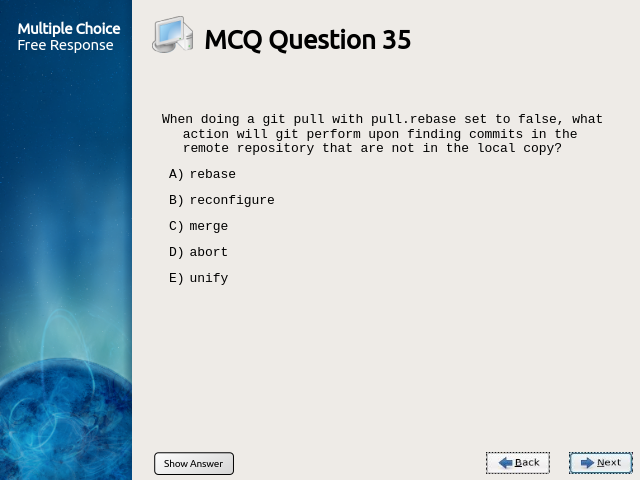 Multiple Choice
Free Response
MCQ Question 35
When doing a git pull with pull.rebase set to false, what
action will git perform upon finding commits in the
remote repository that are not in the local copy?
A) rebase
B) reconfigure
C) merge
D) abort
E) unify
Show Answer
Back
Next